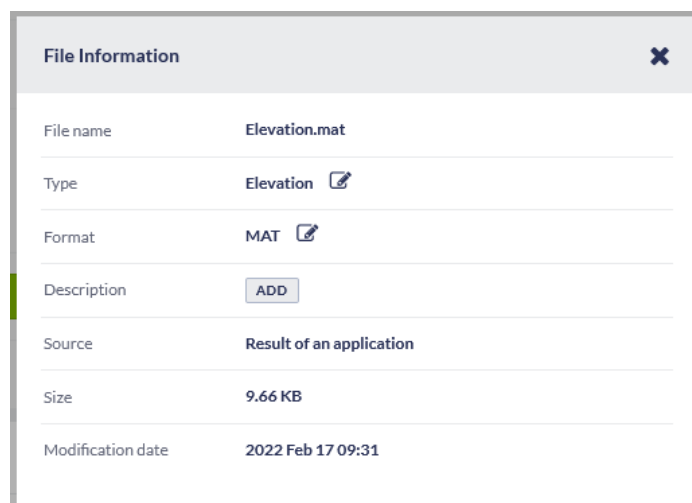 File Information
File name Elevation.mat
Type Elevation
Format MAT
Description ADD
Source Result of an application
Size 9.66 KB
Modification date 2022 Feb 17 09:31